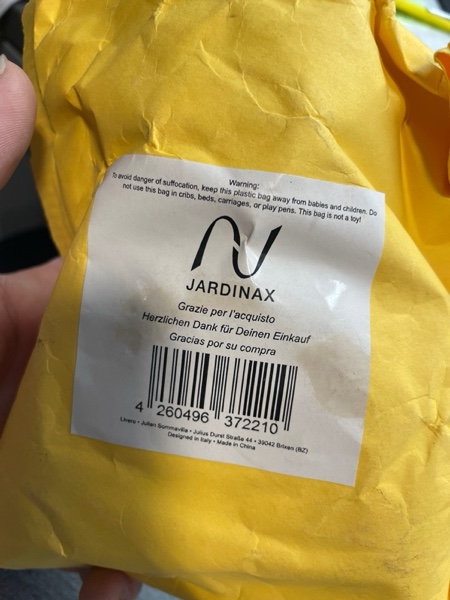 Warning:
To avoid danger of suffocation, keep this plastic bag away from babies and children. Do
not use this bag in cribs, beds, carriages, or play pens. This bag is not a toy!
JARDINAX
Grazie per l'acquisto
Herzlichen Dank für Deinen Einkauf
Gracias por su compra
4 260496 372210
Livero • Julian Sommavilla • Julius Durst Straße 44 • 39042 Brixen (BZ)
Designed in Italy • Made in China